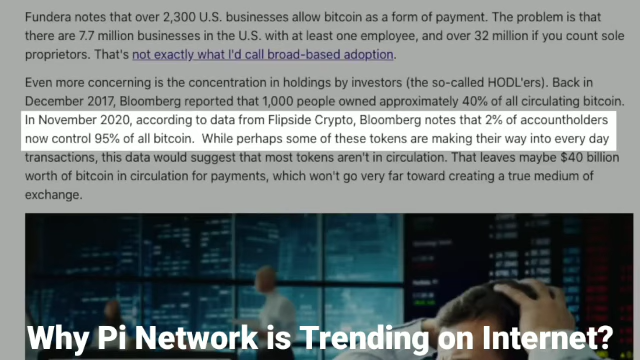 Fundera notes that over 2,300 U.S. businesses allow bitcoin as a form of payment. The problem is that
there are 7.7 million businesses in the U.S. with at least one employee, and over 32 million if you count sole
proprietors. That's not exactly what I'd call broad-based adoption.
Even more concerning is the concentration in holdings by investors (the so-called HODL'ers). Back in
December 2017, Bloomberg reported that 1,000 people owned approximately 40% of all circulating bitcoin.
In November 2020, according to data from Flipside Crypto, Bloomberg notes that 2% of accountholders
now control 95% of all bitcoin. While perhaps some of these tokens are making their way into every day
transactions, this data would suggest that most tokens aren't in circulation. That leaves maybe $40 billion
worth of bitcoin in circulation for payments, which won't go very far toward creating a true medium of
exchange.
Why Pi Network is Trending on Internet?